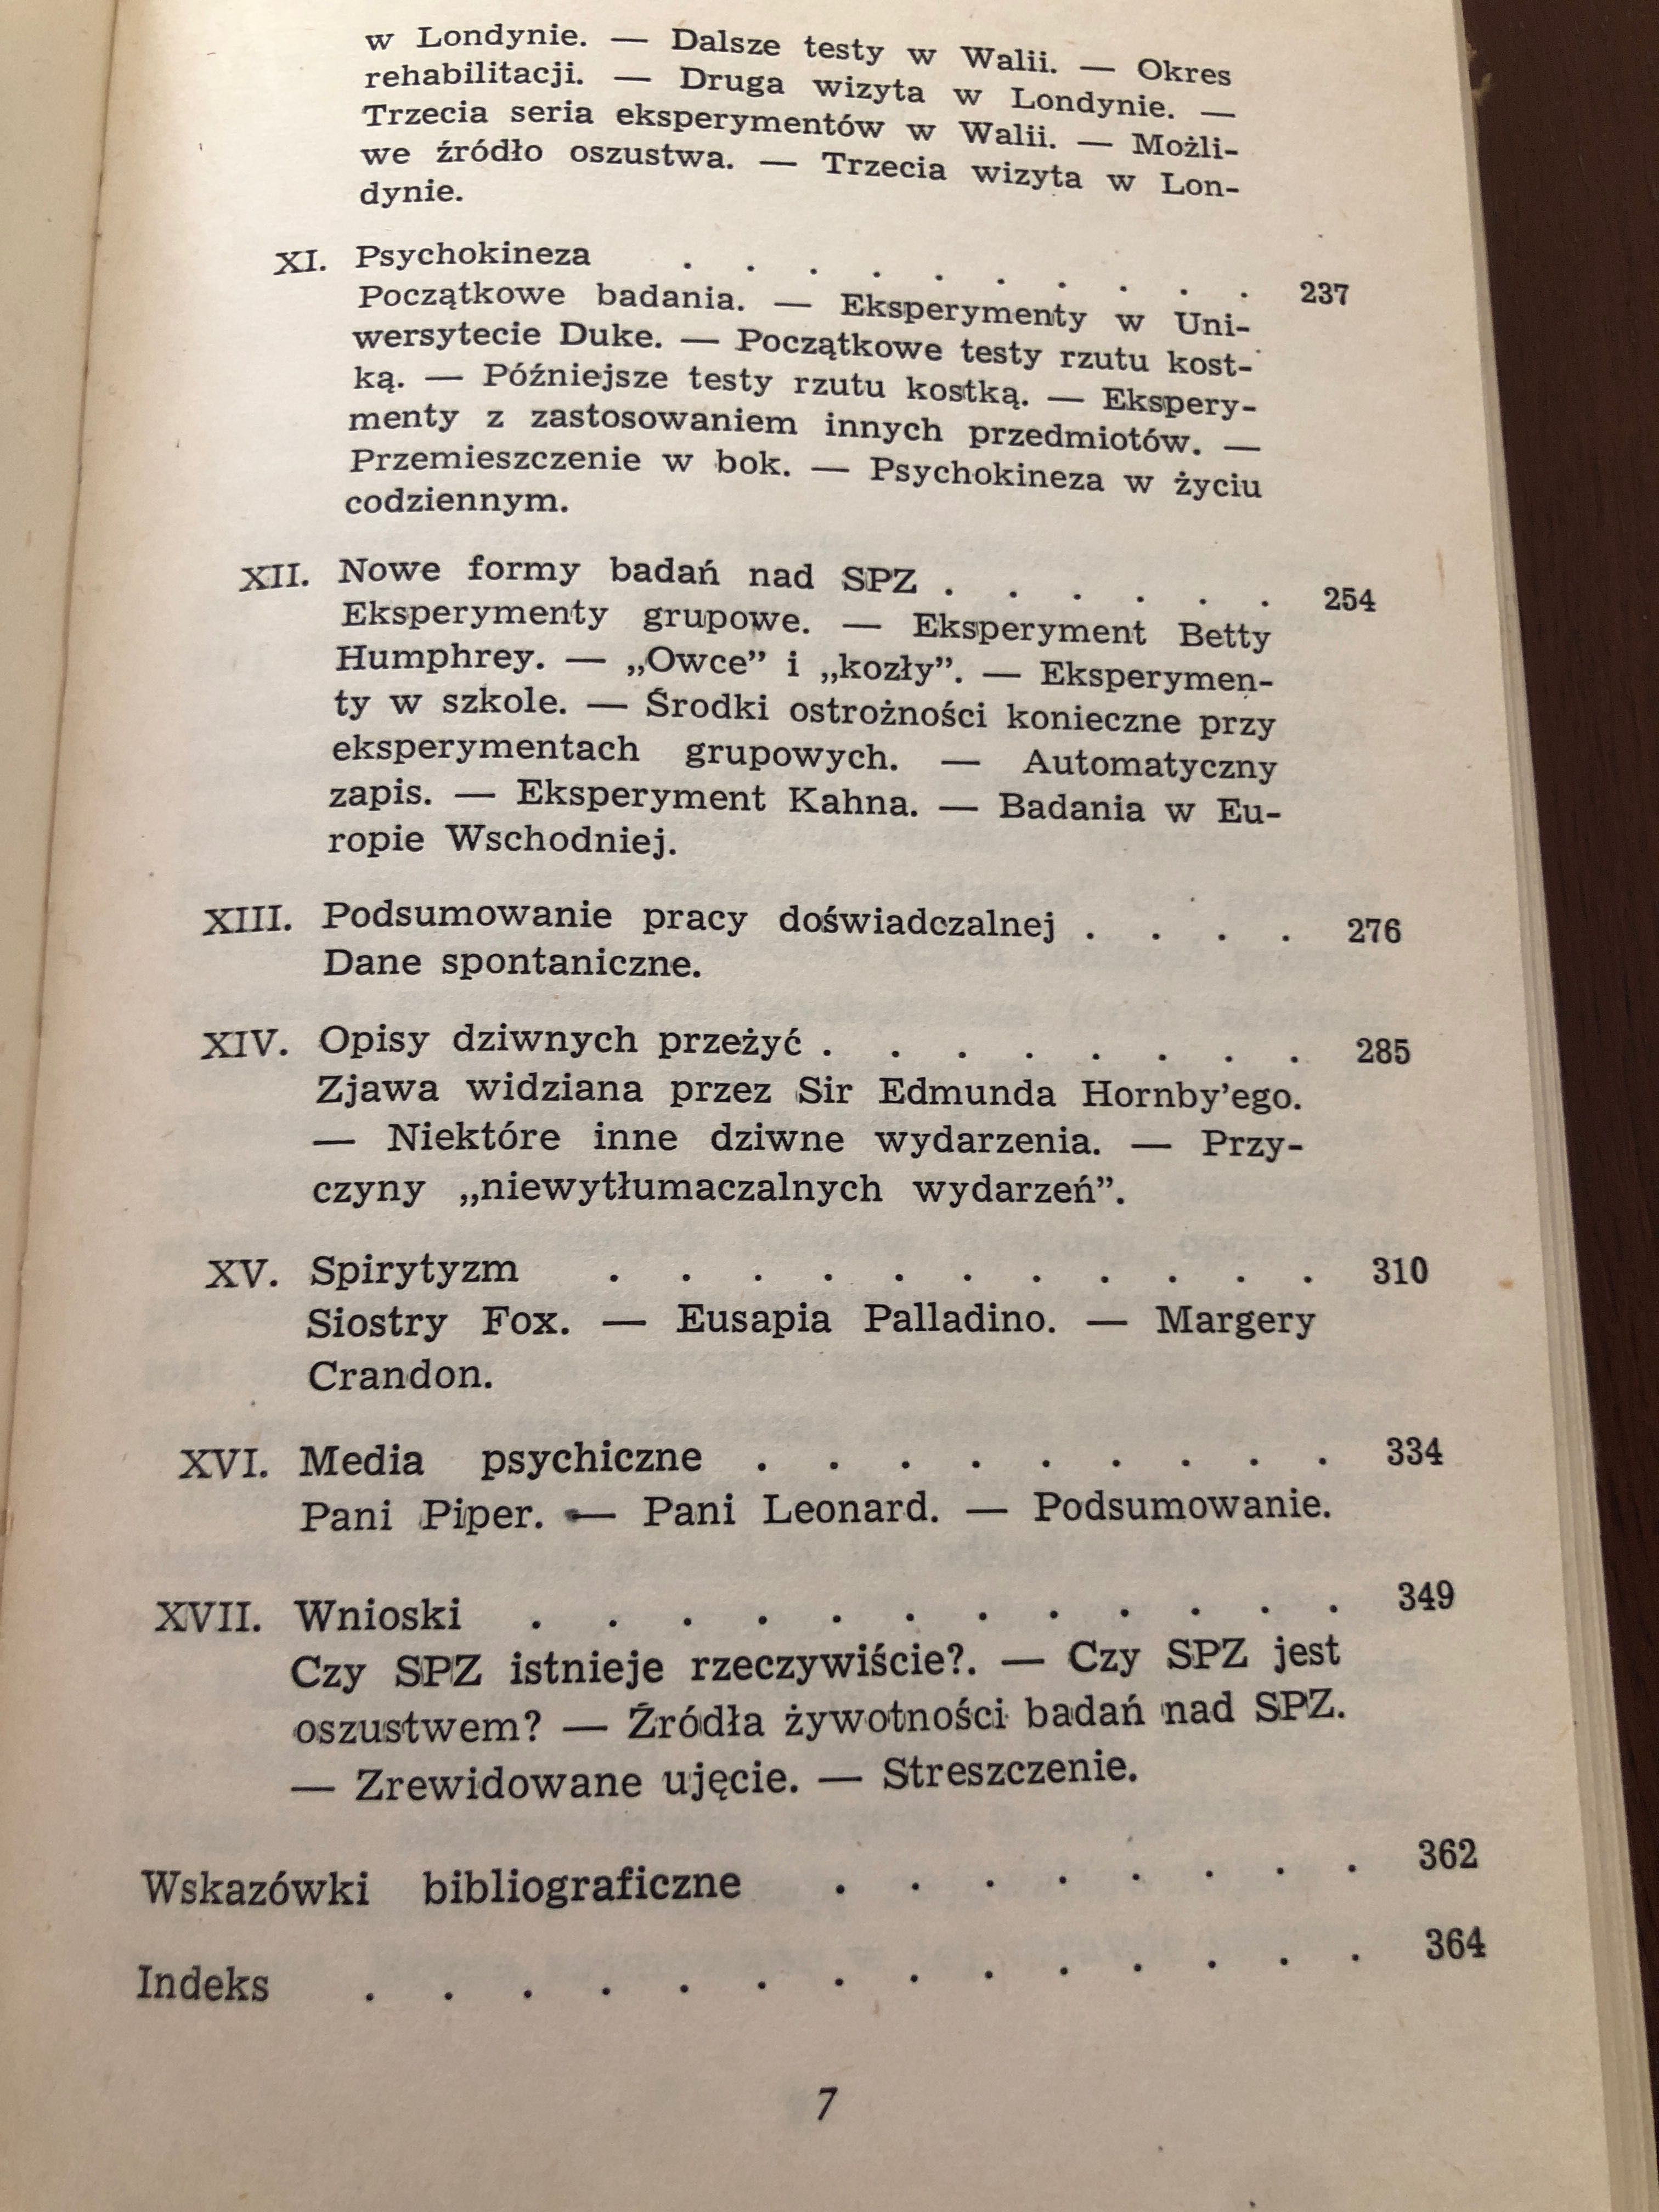 w Londynie. — Dalsze testy w Walii. — Okres
rehabilitacji. — Druga wizyta w Londynie. —
Trzecia seria eksperymentów w Walii. — Możli-
we źródło oszustwa. — Trzecia wizyta w Lon-
dynie.
XI. Psychokineza . . . . . . . . . . 237
Początkowe badania. — Eksperymenty w Uni-
wersytecie Duke. — Początkowe testy rzutu kost-
ką. — Późniejsze testy rzutu kostką. — Ekspery-
menty z zastosowaniem innych przedmiotów. —
Przemieszczenie w bok. — Psychokineza w życiu
codziennym.
XII. Nowe formy badań nad SPZ . . . . . . 254
Eksperymenty grupowe. — Eksperyment Betty
Humphrey. — „Owce” i „kozły”. — Eksperymen-
ty w szkole. — Środki ostrożności konieczne przy
eksperymentach grupowych. — Automatyczny
zapis. — Eksperyment Kahna. — Badania w Eu-
ropie Wschodniej.
XIII. Podsumowanie pracy doświadczalnej . . . . 276
Dane spontaniczne.
XIV. Opisy dziwnych przeżyć . . . . . . . . 285
Zjawa widziana przez Sir Edmunda Hornby’ego.
— Niektóre inne dziwne wydarzenia. — Przy-
czyny „niewytłumaczalnych wydarzeń”.
XV. Spirytyzm . . . . . . . . . . . 310
Siostry Fox. — Eusapia Palladino. — Margery
Crandon.
XVI. Media psychiczne . . . . . . . . . 334
Pani Piper. — Pani Leonard. — Podsumowanie.
XVII. Wnioski . . . . . . . . . . . . 349
Czy SPZ istnieje rzeczywiście?. — Czy SPZ jest
oszustwem? — Źródła żywotności badań nad SPZ.
— Zrewidowane ujęcie. — Streszczenie.
Wskazówki bibliograficzne . . . . . . . . 362
Indeks . . . . . . . . . . . . . . 364
7